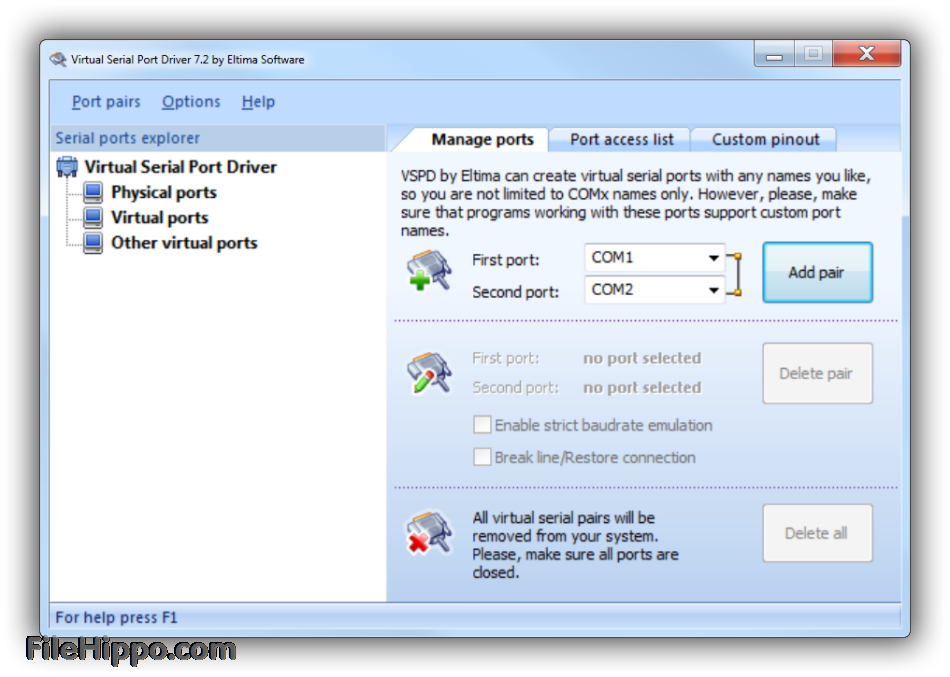 Virtual Serial Port Driver 7.2 by Eltima Software
Port pairs Options Help
Serial ports explorer
Manage ports Port access list Custom pinout
Virtual Serial Port Driver
Physical ports
Virtual ports
Other virtual ports
VSPD by Eltima can create virtual serial ports with any names you like,
so you are not limited to COMx names only. However, please, make
sure that programs working with these ports support custom port
names.
First port: COM1
Second port: COM2
Add pair
First port: no port selected
Second port: no port selected
Delete pair
Enable strict baudrate emulation
Break line/Restore connection
All virtual serial pairs will be
removed from your system.
Please, make sure all ports are
closed.
Delete all
For help press F1
FileHippo.com